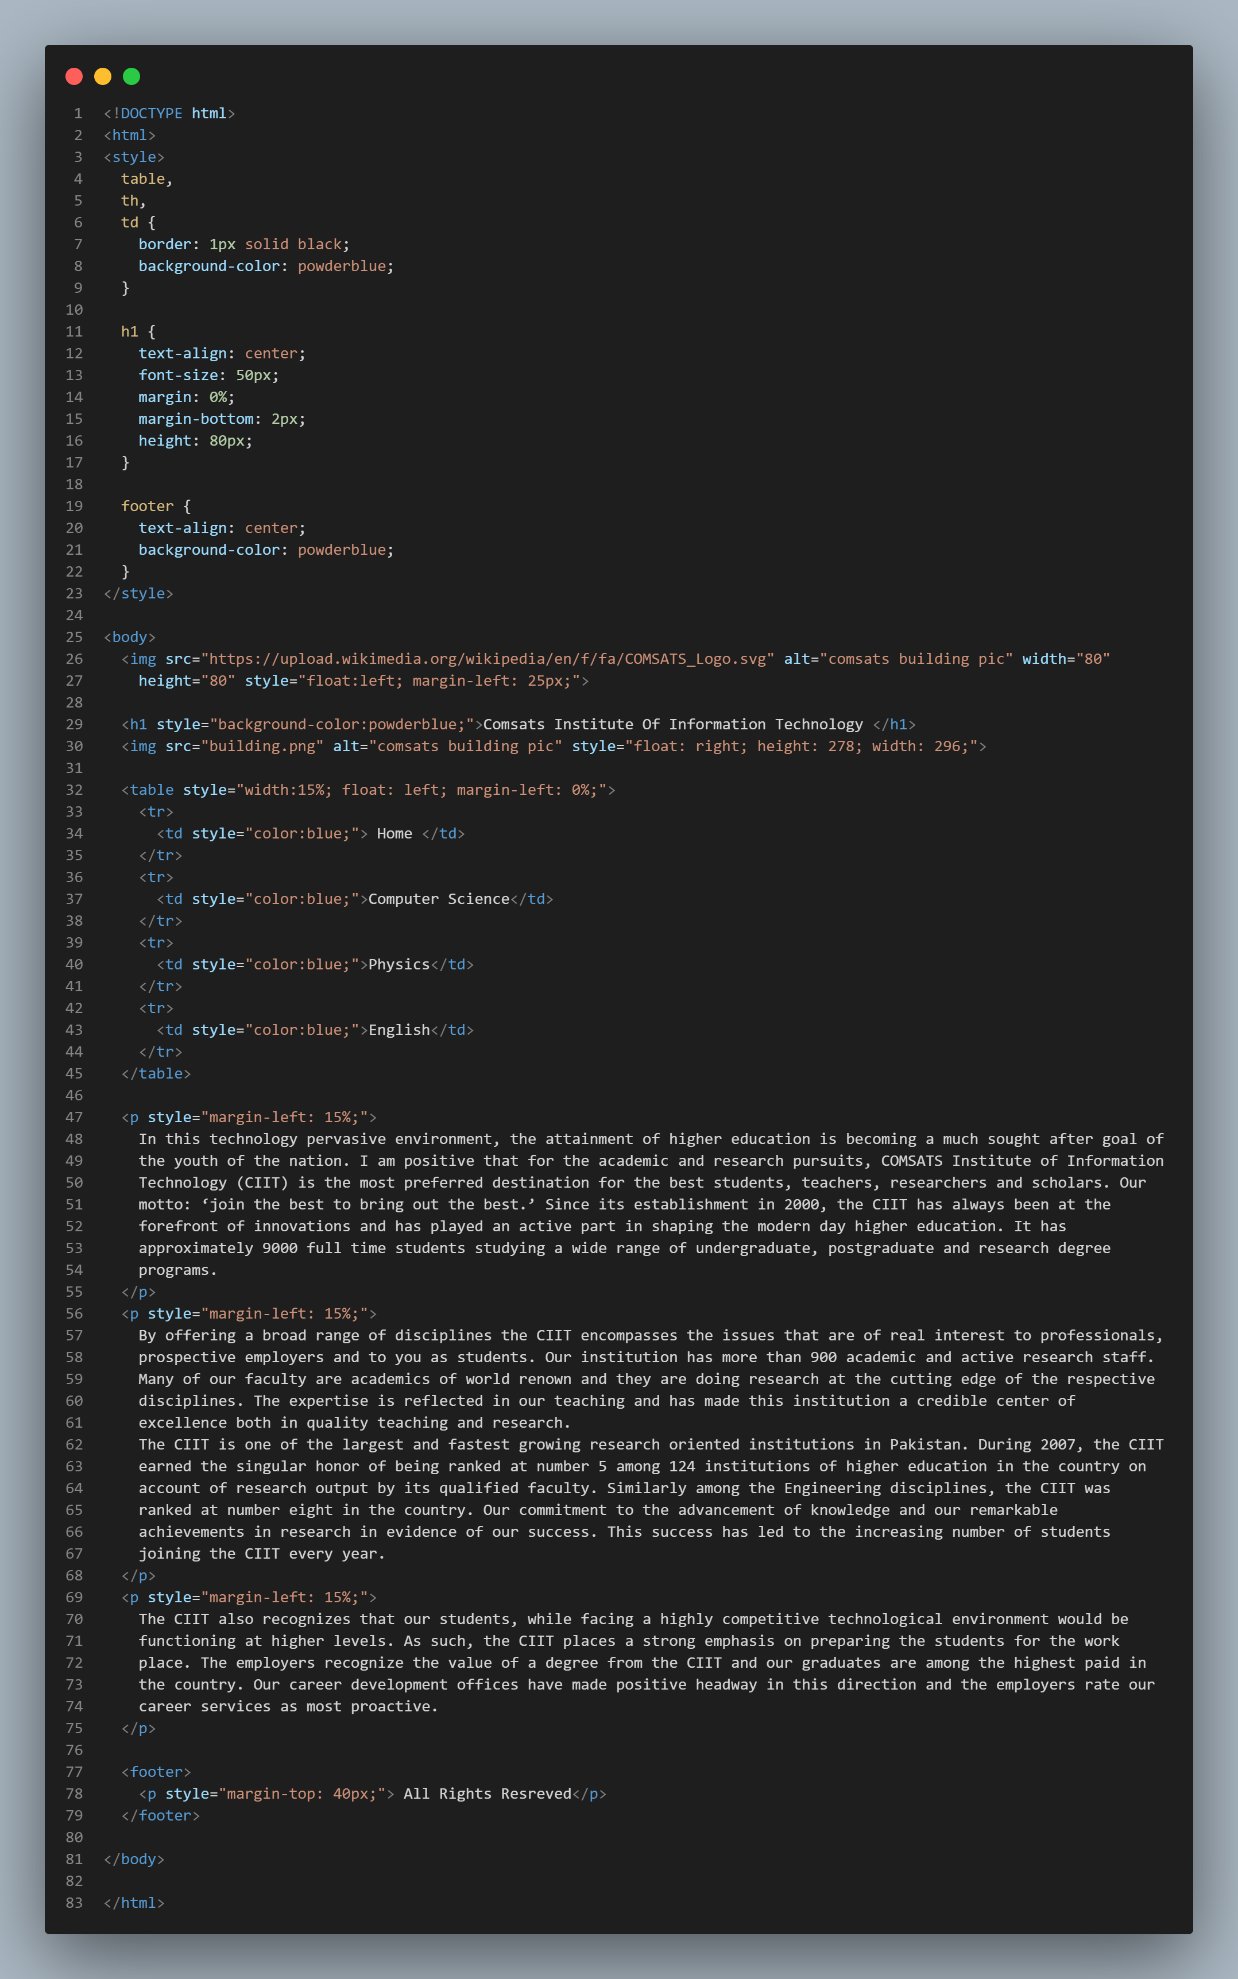 1 <!DOCTYPE html>
2 <html>
3 <style>
4   table,
5   th,
6   td {
7     border: 1px solid black;
8     background-color: powderblue;
9   }
10
11   h1 {
12     text-align: center;
13     font-size: 50px;
14     margin: 0%;
15     margin-bottom: 2px;
16     height: 80px;
17   }
18
19   footer {
20     text-align: center;
21     background-color: powderblue;
22   }
23 </style>
24
25 <body>
26   <img src="https://upload.wikimedia.org/wikipedia/en/f/fa/COMSATS_Logo.svg" alt="comsats building pic" width="80"
27     height="80" style="float:left; margin-left: 25px;">
28
29   <h1 style="background-color:powderblue;">Comsats Institute Of Information Technology </h1>
30   <img src="building.png" alt="comsats building pic" style="float: right; height: 278; width: 296;">
31
32   <table style="width:15%; float: left; margin-left: 0%;">
33     <tr>
34       <td style="color:blue;"> Home </td>
35     </tr>
36     <tr>
37       <td style="color:blue;">Computer Science</td>
38     </tr>
39     <tr>
40       <td style="color:blue;">Physics</td>
41     </tr>
42     <tr>
43       <td style="color:blue;">English</td>
44     </tr>
45   </table>
46
47   <p style="margin-left: 15%;">
48     In this technology pervasive environment, the attainment of higher education is becoming a much sought after goal of
49     the youth of the nation. I am positive that for the academic and research pursuits, COMSATS Institute of Information
50     Technology (CIIT) is the most preferred destination for the best students, teachers, researchers and scholars. Our
51     motto: ‘join the best to bring out the best.’ Since its establishment in 2000, the CIIT has always been at the
52     forefront of innovations and has played an active part in shaping the modern day higher education. It has
53     approximately 9000 full time students studying a wide range of undergraduate, postgraduate and research degree
54     programs.
55   </p>
56   <p style="margin-left: 15%;">
57     By offering a broad range of disciplines the CIIT encompasses the issues that are of real interest to professionals,
58     prospective employers and to you as students. Our institution has more than 900 academic and active research staff.
59     Many of our faculty are academics of world renown and they are doing research at the cutting edge of the respective
60     disciplines. The expertise is reflected in our teaching and has made this institution a credible center of
61     excellence both in quality teaching and research.
62     The CIIT is one of the largest and fastest growing research oriented institutions in Pakistan. During 2007, the CIIT
63     earned the singular honor of being ranked at number 5 among 124 institutions of higher education in the country on
64     account of research output by its qualified faculty. Similarly among the Engineering disciplines, the CIIT was
65     ranked at number eight in the country. Our commitment to the advancement of knowledge and our remarkable
66     achievements in research in evidence of our success. This success has led to the increasing number of students
67     joining the CIIT every year.
68   </p>
69   <p style="margin-left: 15%;">
70     The CIIT also recognizes that our students, while facing a highly competitive technological environment would be
71     functioning at higher levels. As such, the CIIT places a strong emphasis on preparing the students for the work
72     place. The employers recognize the value of a degree from the CIIT and our graduates are among the highest paid in
73     the country. Our career development offices have made positive headway in this direction and the employers rate our
74     career services as most proactive.
75   </p>
76
77   <footer>
78     <p style="margin-top: 40px;"> All Rights Resreved</p>
79   </footer>
80
81 </body>
82
83 </html>